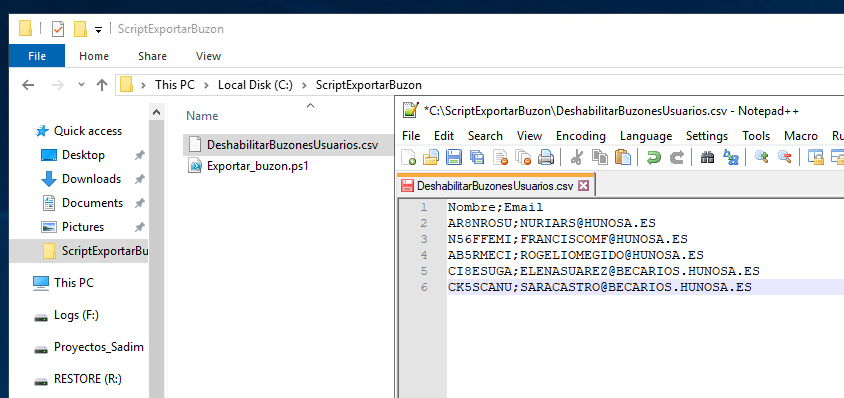 ScriptExportarBuzon
File Home Share View
This PC Local Disk (C:) ScriptExportarBuzon
Name
Quick access
Desktop
Downloads
Documents
Pictures
ScriptExportarBu
This PC
Logs (F:)
Proyectos_Sadim
RESTORE (R:)
DeshabilitarBuzonesUsuarios.csv
Exportar_buzon.ps1
*C:\ScriptExportarBuzon\DeshabilitarBuzonesUsuarios.csv - Notepad++
File Edit Search View Encoding Language Settings Tools Macro Ru
DeshabilitarBuzonesUsuarios.csv
1 Nombre;Email
2 AR8NROSU;NURIARS@HUNOSA.ES
3 N56FFEMI;FRANCISCOMF@HUNOSA.ES
4 AB5RMECI;ROGELIOMEGIDO@HUNOSA.ES
5 CI8ESUGA;ELENASUAREZ@BECARIOS.HUNOSA.ES
6 CK5SCANU;SARACASTRO@BECARIOS.HUNOSA.ES